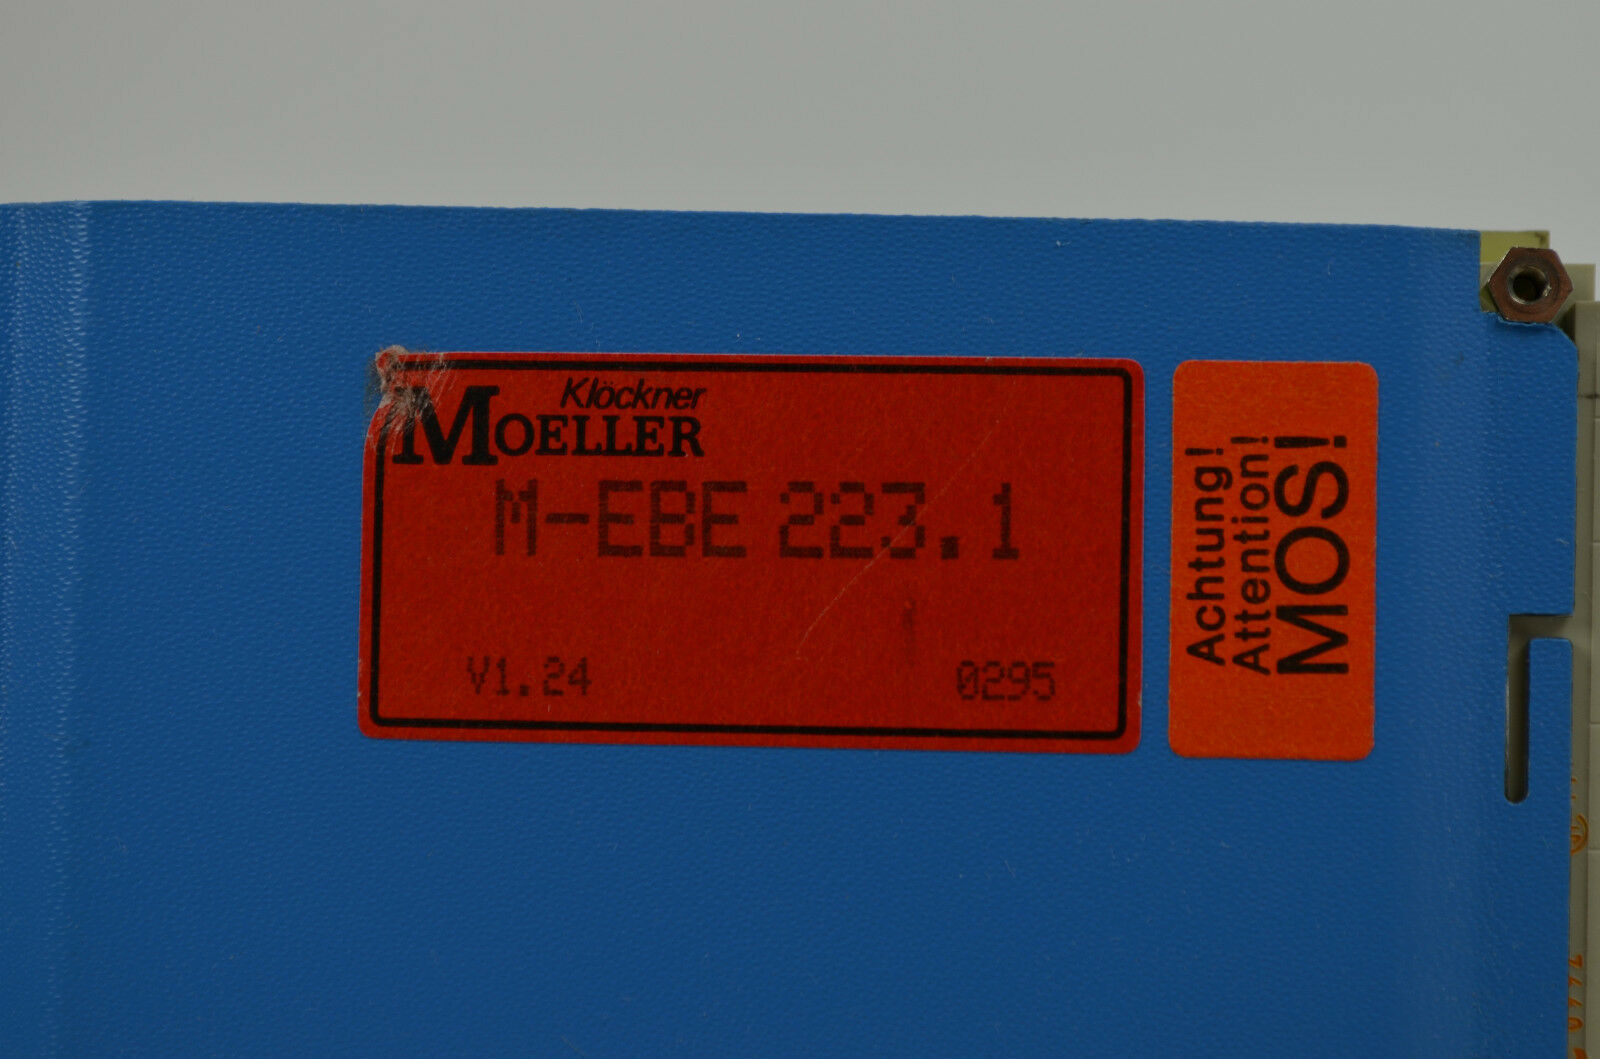 Klöckner
MOELLER
M-EBE 223.1
V1.24
0295
Achtung!
Attention!
MOS!